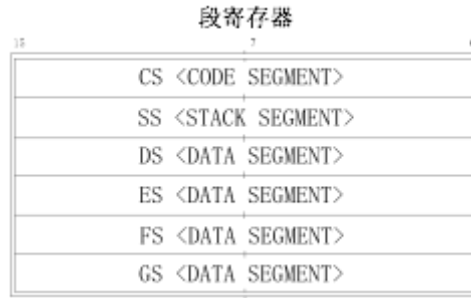 段寄存器
15 7
CS <CODE SEGMENT>
SS <STACK SEGMENT>
DS <DATA SEGMENT>
ES <DATA SEGMENT>
FS <DATA SEGMENT>
GS <DATA SEGMENT>